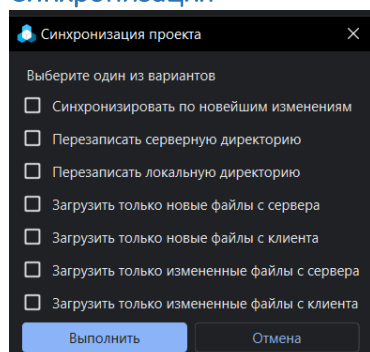 Синхронизация
Синхронизация проекта
Выберите один из вариантов
Синхронизировать по новейшим изменениям
Перезаписать серверную директорию
Перезаписать локальную директорию
Загрузить только новые файлы с сервера
Загрузить только новые файлы с клиента
Загрузить только измененные файлы с сервера
Загрузить только измененные файлы с клиента
Выполнить Отмена